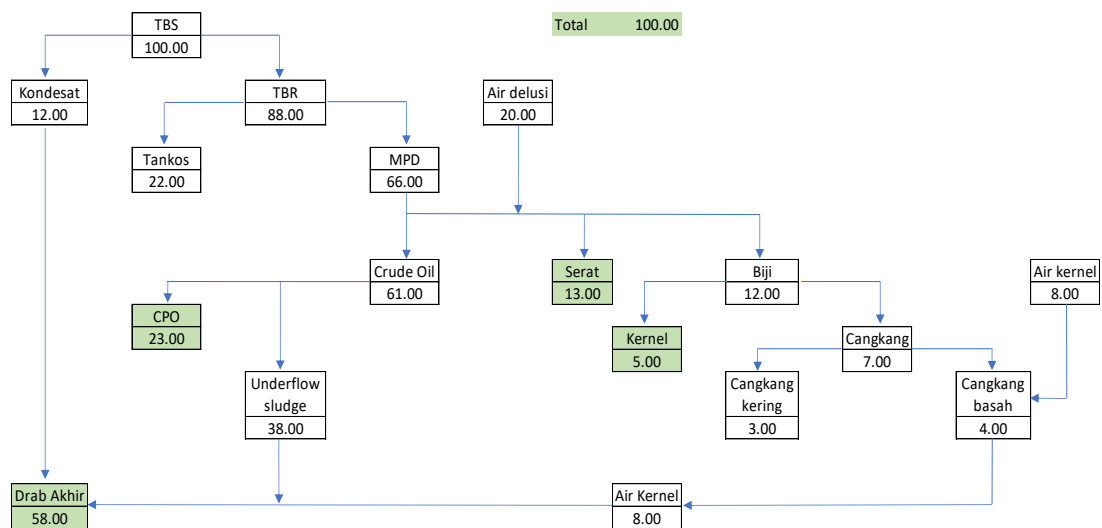 TBS
100.00
Total 100.00
Kondesat
12.00
TBR
88.00
Air delusi
20.00
Tankos
22.00
MPD
66.00
Crude Oil
61.00
Serat
13.00
Biji
12.00
Air kernel
8.00
CPO
23.00
Kernel
5.00
Cangkang
7.00
Underflow
sludge
38.00
Cangkang
kering
3.00
Cangkang
basah
4.00
Drab Akhir
58.00
Air Kernel
8.00